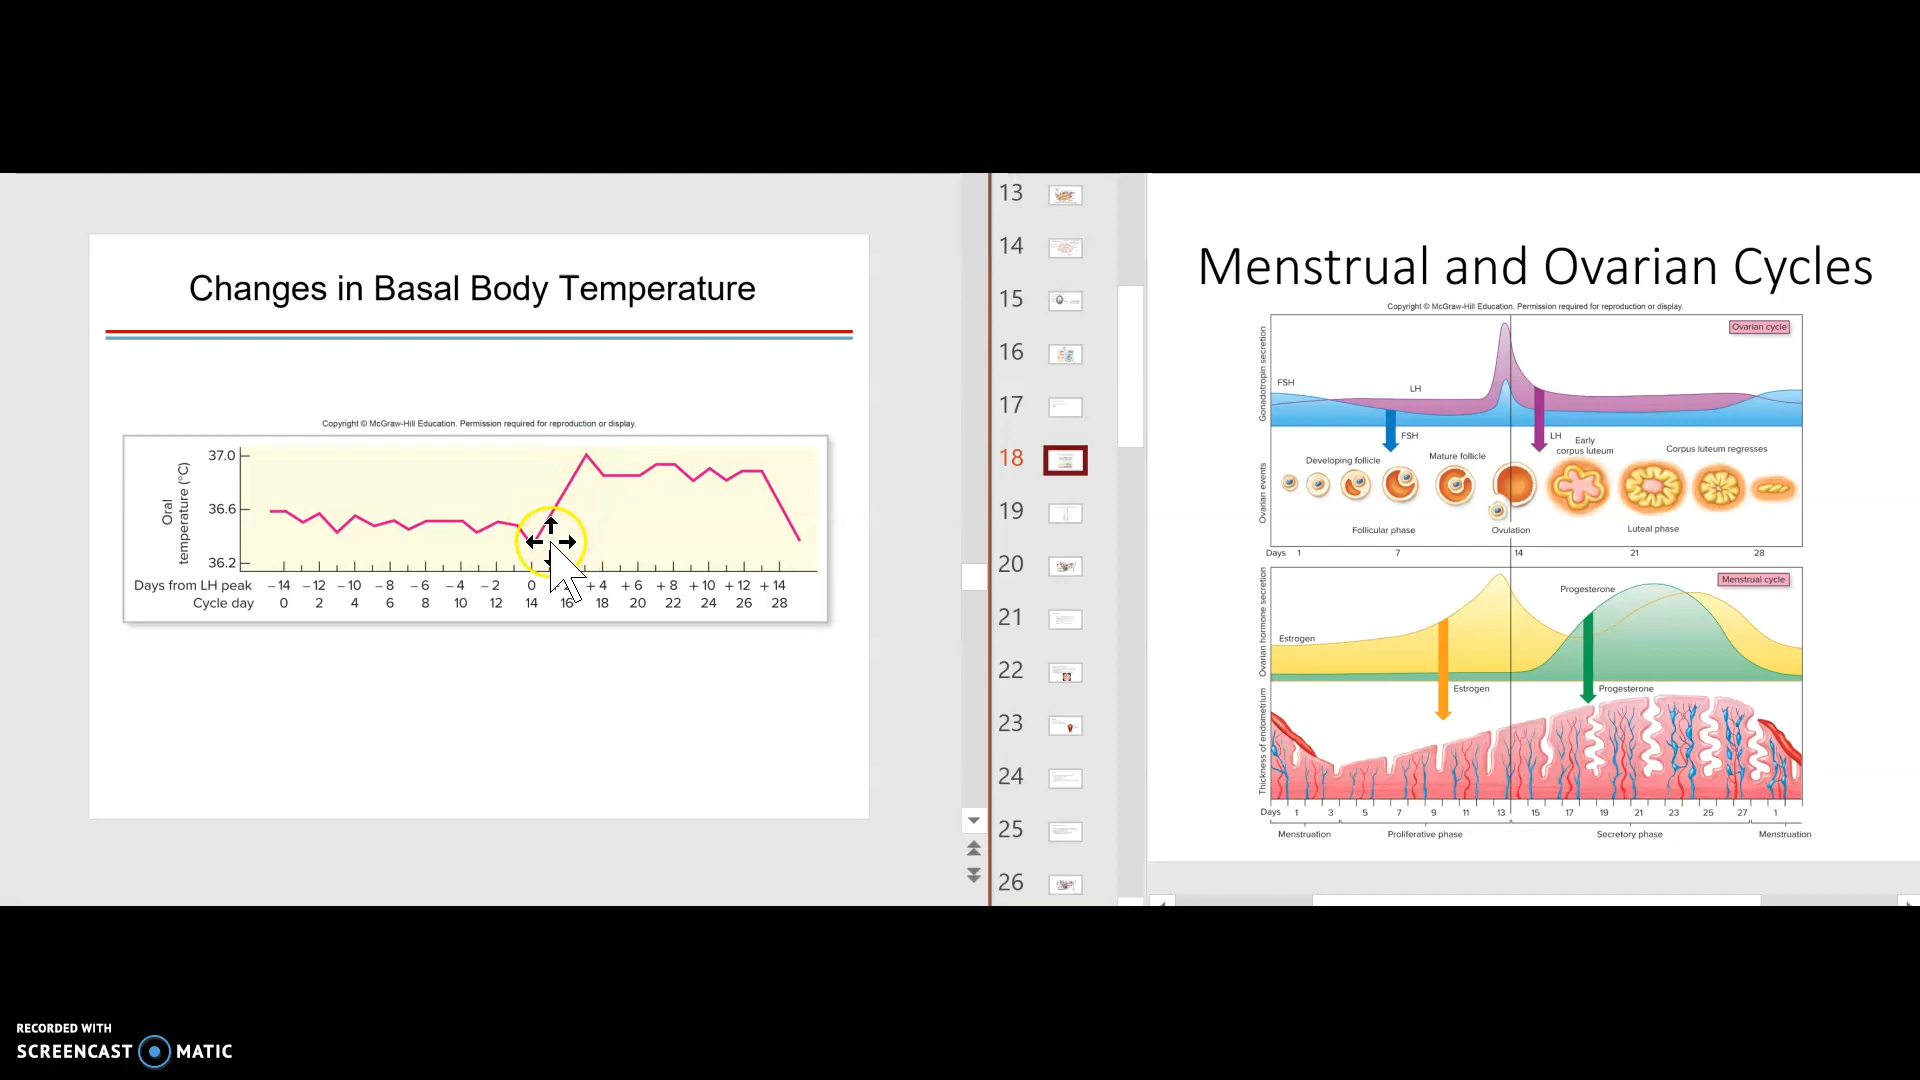 Changes in Basal Body Temperature
Copyright © McGraw-Hill Education. Permission required for reproduction or display.
Oral
temperature (°C)
37.0
36.6
36.2
Days from LH peak −14 −12 −10 −8 −6 −4 −2 0 +4 +6 +8 +10 +12 +14
Cycle day 0 2 4 6 8 10 12 14 16 18 20 22 24 26 28
13
14
15
16
17
18
19
20
21
22
23
24
25
26
Menstrual and Ovarian Cycles
Copyright © McGraw-Hill Education. Permission required for reproduction or display.
Ovarian cycle
Gonadotropin secretion
FSH
LH
FSH
LH
Ovarian events
Developing follicle
Mature follicle
Early
corpus luteum
Corpus luteum regresses
Follicular phase
Ovulation
Luteal phase
Days 1 7 14 21 28
Menstrual cycle
Ovarian hormone secretion
Progesterone
Estrogen
Estrogen
Progesterone
Thickness of endometrium
Days 1 3 5 7 9 11 13 15 17 19 21 23 25 27 1
Menstruation Proliferative phase Secretory phase Menstruation
RECORDED WITH
SCREENCAST MATIC